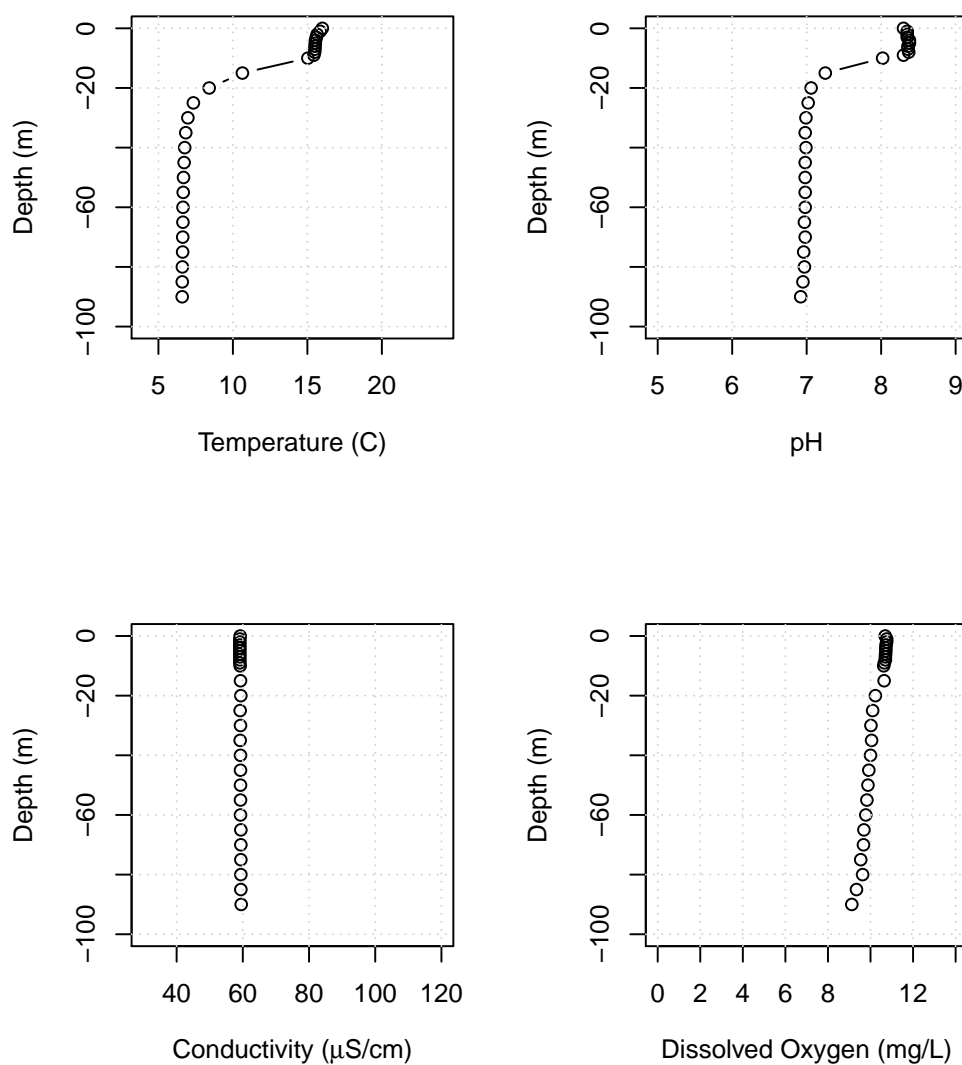 0
−20
−60
−100
Depth (m)
5 10 15 20
Temperature (C)
0
−20
−60
−100
Depth (m)
5 6 7 8 9
pH
0
−20
−60
−100
Depth (m)
40 60 80 100 120
Conductivity (μS/cm)
0
−20
−60
−100
Depth (m)
0 2 4 6 8 12
Dissolved Oxygen (mg/L)